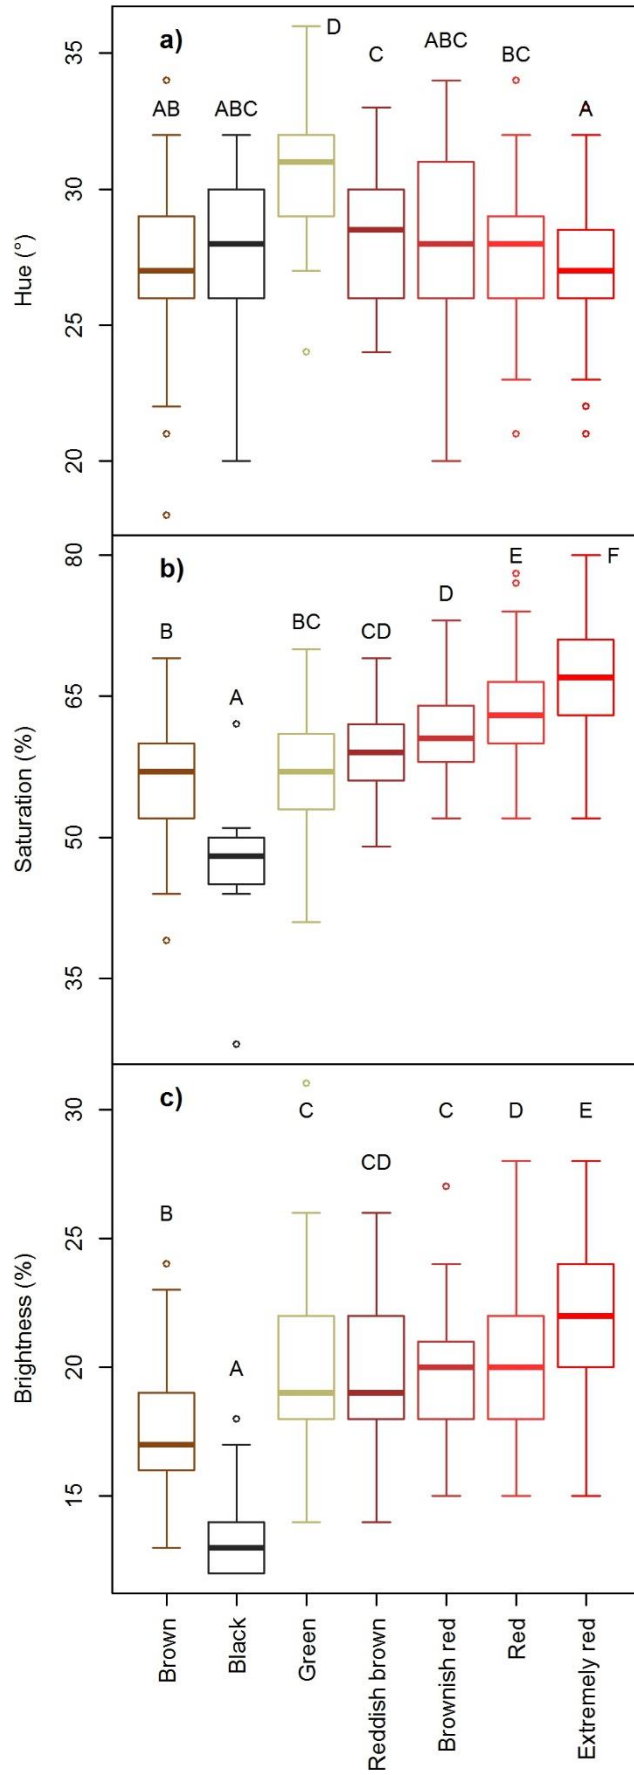 a)
D
C
ABC
BC
AB
ABC
A
35
30
25
20
Hue (°)
b)
E
F
D
B
BC
CD
A
80
65
50
35
Saturation (%)
c)
C
C
D
E
CD
B
A
30
25
20
15
Brightness (%)
Brown
Black
Green
Reddish brown
Brownish red
Red
Extremely red